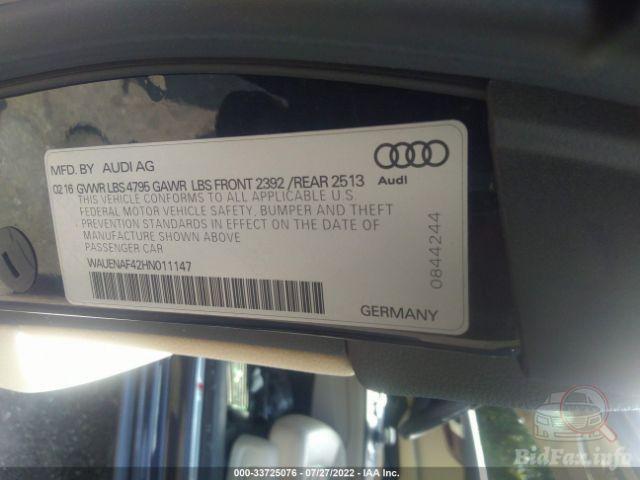 MFD. BY AUDI AG
02 16 GVWR LBS 4795 GAWR LBS FRONT 2392 /REAR 2513
THIS VEHICLE CONFORMS TO ALL APPLICABLE U.S.
FEDERAL MOTOR VEHICLE SAFETY, BUMPER AND THEFT
PREVENTION STANDARDS IN EFFECT ON THE DATE OF
MANUFACTURE SHOWN ABOVE
PASSENGER CAR
WAUENAF42HN011147
Audi
0844244
GERMANY
BidFax.info
000-33725076 - 07/27/2022 - IAA Inc.